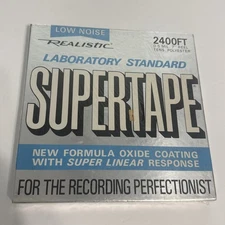 LOW NOISE
REALISTIC
2400FT
LABORATORY STANDARD
SUPERTAPE
NEW FORMULA OXIDE COATING
WITH SUPER LINEAR RESPONSE
FOR THE RECORDING PERFECTIONIST